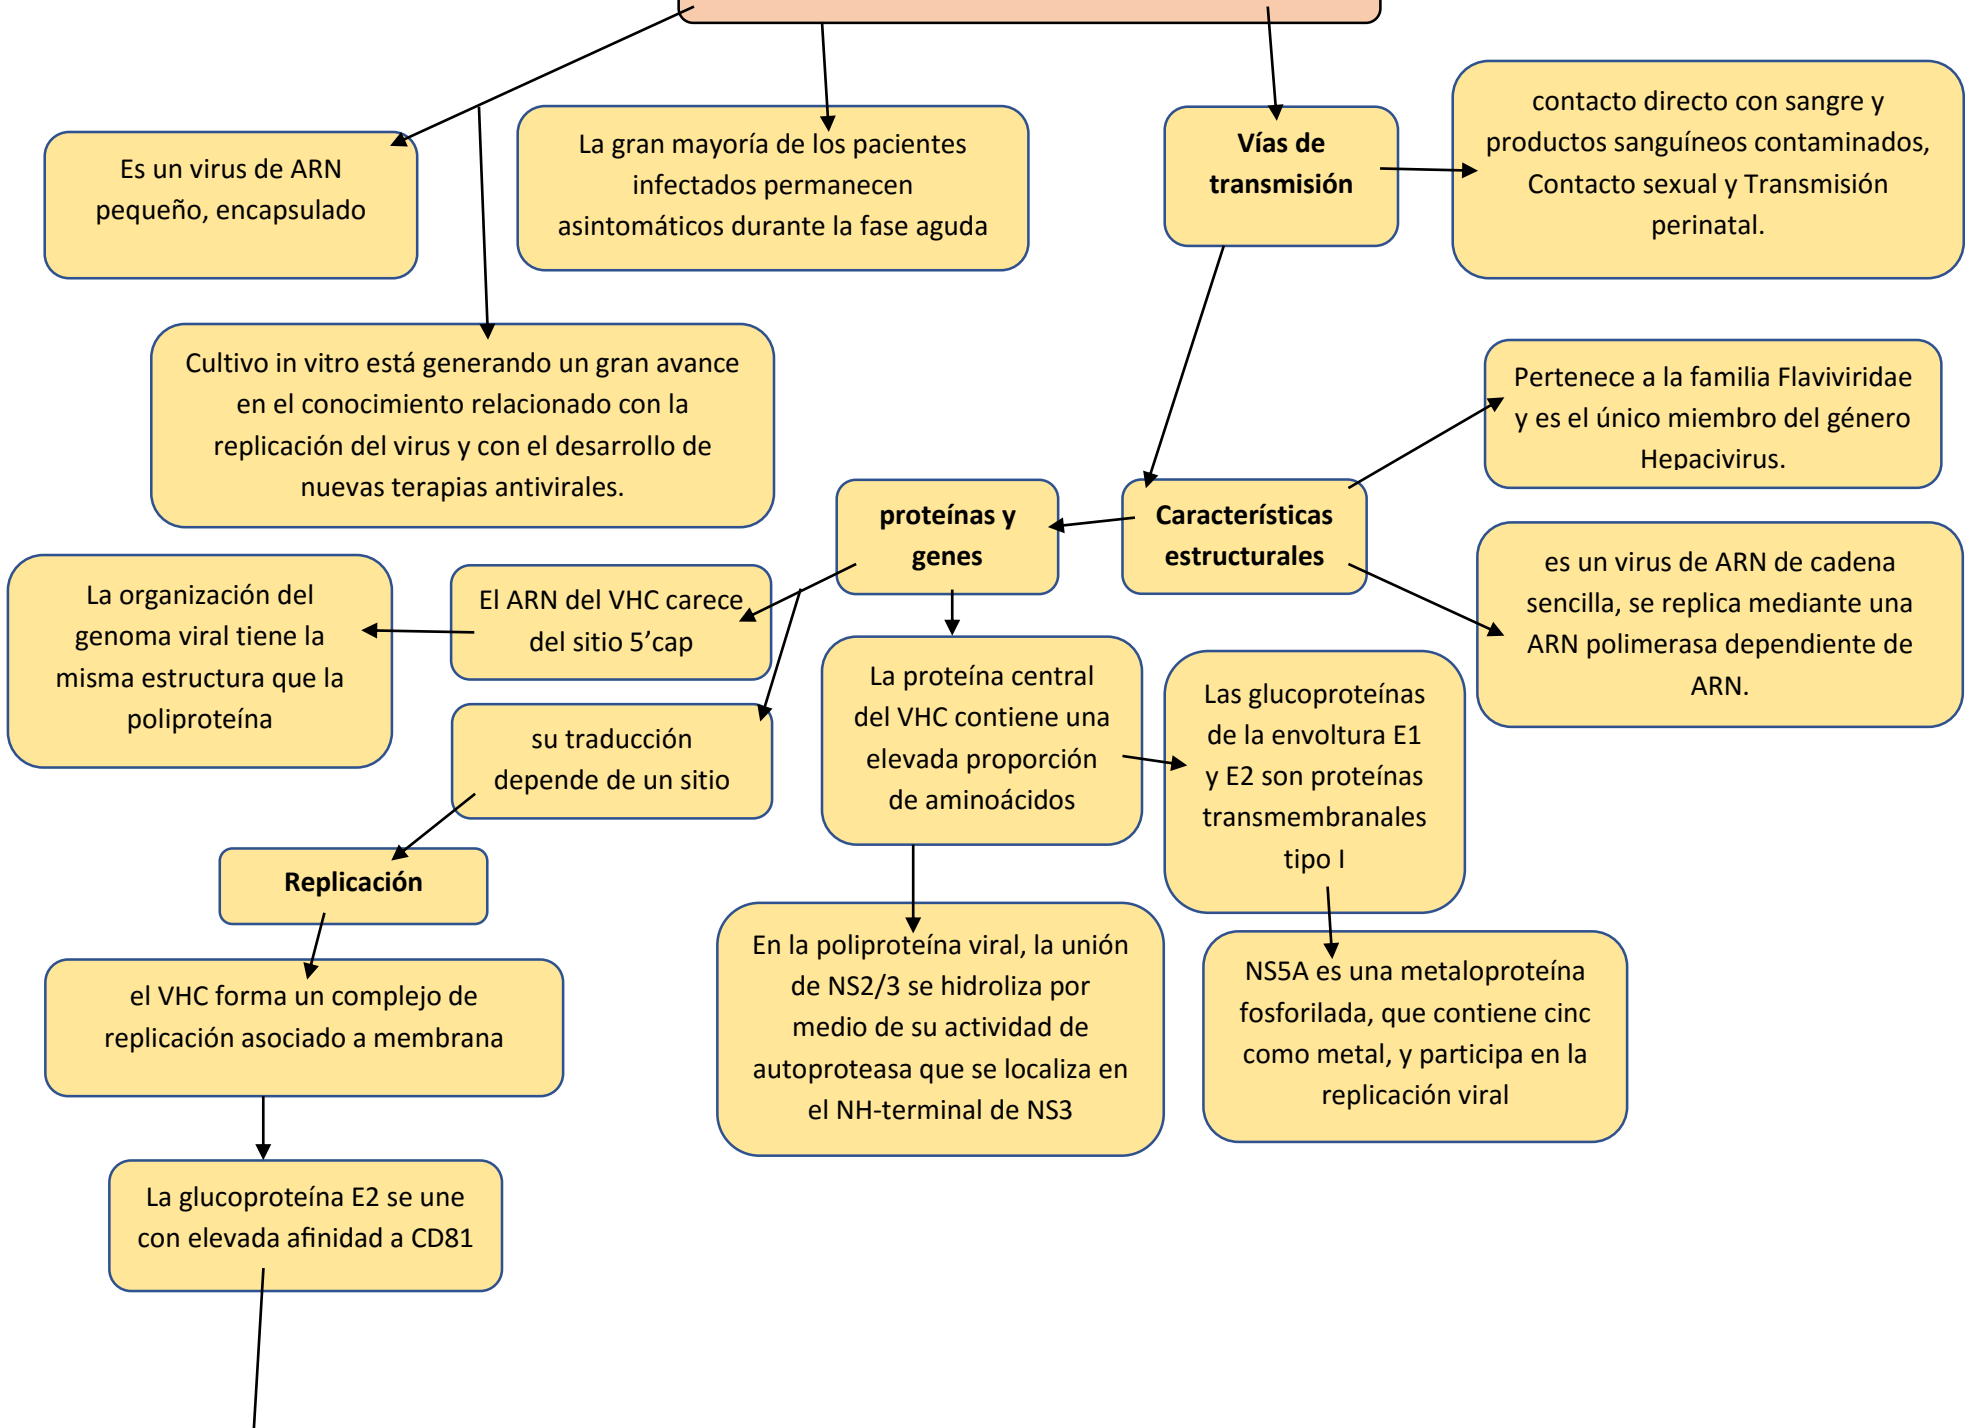 Es un virus de ARN
pequeño, encapsulado
La gran mayoría de los pacientes
infectados permanecen
asintomáticos durante la fase aguda
Vías de
transmisión
contacto directo con sangre y
productos sanguíneos contaminados,
Contacto sexual y Transmisión
perinatal.
Cultivo in vitro está generando un gran avance
en el conocimiento relacionado con la
replicación del virus y con el desarrollo de
nuevas terapias antivirales.
Pertenece a la familia Flaviviridae
y es el único miembro del género
Hepacivirus.
proteínas y
genes
Características
estructurales
es un virus de ARN de cadena
sencilla, se replica mediante una
ARN polimerasa dependiente de
ARN.
La organización del
genoma viral tiene la
misma estructura que la
poliproteína
El ARN del VHC carece
del sitio 5’cap
su traducción
depende de un sitio
La proteína central
del VHC contiene una
elevada proporción
de aminoácidos
Las glucoproteínas
de la envoltura E1
y E2 son proteínas
transmembranales
tipo I
Replicación
En la poliproteína viral, la unión
de NS2/3 se hidroliza por
medio de su actividad de
autoproteasa que se localiza en
el NH-terminal de NS3
NS5A es una metaloproteína
fosforilada, que contiene cinc
como metal, y participa en la
replicación viral
el VHC forma un complejo de
replicación asociado a membrana
La glucoproteína E2 se une
con elevada afinidad a CD81